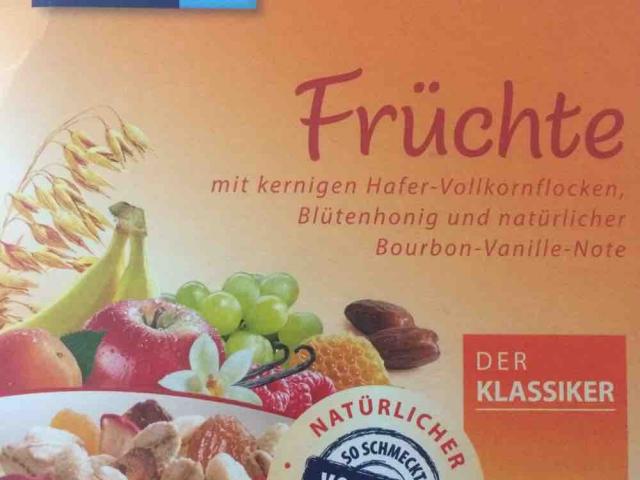 Früchte
mit kernigen Hafer-Vollkornflocken,
Blütenhonig und natürlicher
Bourbon-Vanille-Note
DER
KLASSIKER
NATÜRLICHER
SO SCHMECKT